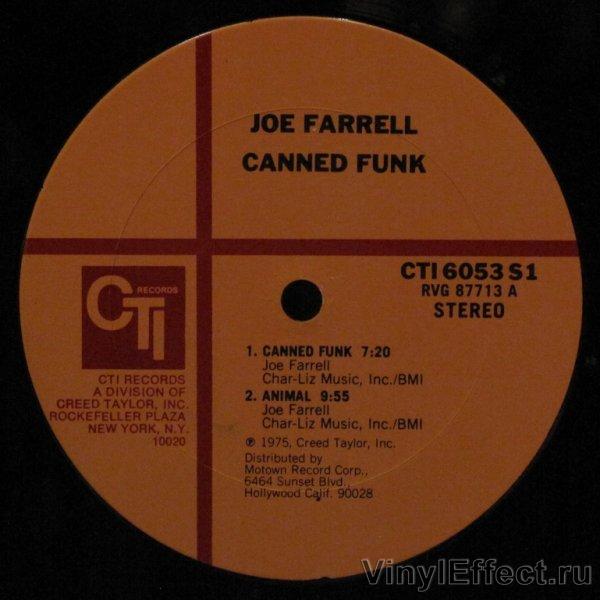 JOE FARRELL
CANNED FUNK
CTI 6053 S1
RVG 87713 A
STEREO
CTI RECORDS
CTI RECORDS
A DIVISION OF
CREED TAYLOR, INC.
ROCKEFELLER PLAZA
NEW YORK, N.Y.
10020
1. CANNED FUNK 7:20
Joe Farrell
Char-Liz Music, Inc./BMI
2. ANIMAL 9:55
Joe Farrell
Char-Liz Music, Inc./BMI
℗ 1975, Creed Taylor, Inc.
Distributed by
Motown Record Corp.,
6464 Sunset Blvd.,
Hollywood Calif. 90028
VinylEffect.ru